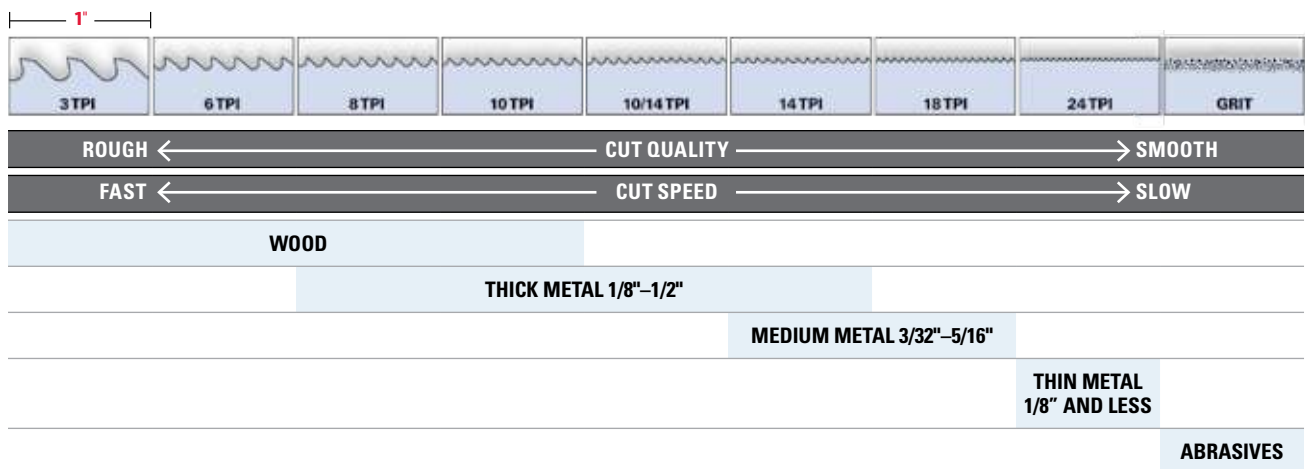 1"
3 TPI 6 TPI 8 TPI 10 TPI 10/14 TPI 14 TPI 18 TPI 24 TPI GRIT
ROUGH CUT QUALITY SMOOTH
FAST CUT SPEED SLOW
WOOD
THICK METAL 1/8"–1/2"
MEDIUM METAL 3/32"–5/16"
THIN METAL
1/8” AND LESS
ABRASIVES